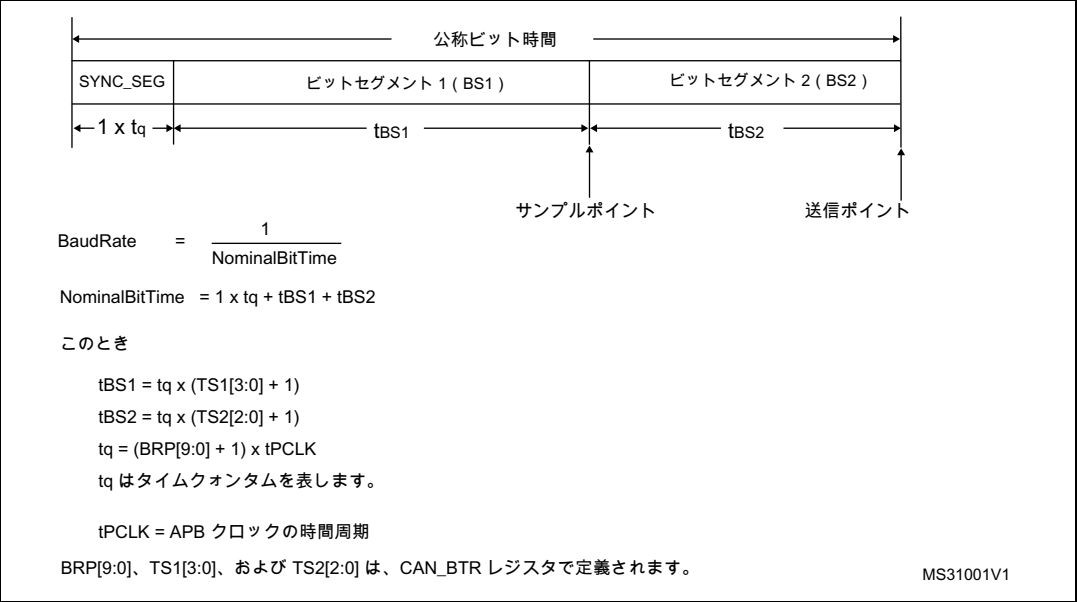 公称ビット時間
SYNC_SEG
ビットセグメント 1 ( BS1 )
ビットセグメント 2 ( BS2 )
1 x tq
tBS1
tBS2
サンプルポイント
送信ポイント
BaudRate = 1
NominalBitTime
NominalBitTime = 1 x tq + tBS1 + tBS2
このとき
tBS1 = tq x (TS1[3:0] + 1)
tBS2 = tq x (TS2[2:0] + 1)
tq = (BRP[9:0] + 1) x tPCLK
tq はタイムクォンタムを表します。
tPCLK = APB クロックの時間周期
BRP[9:0]、TS1[3:0]、および TS2[2:0] は、CAN_BTR レジスタで定義されます。
MS31001V1